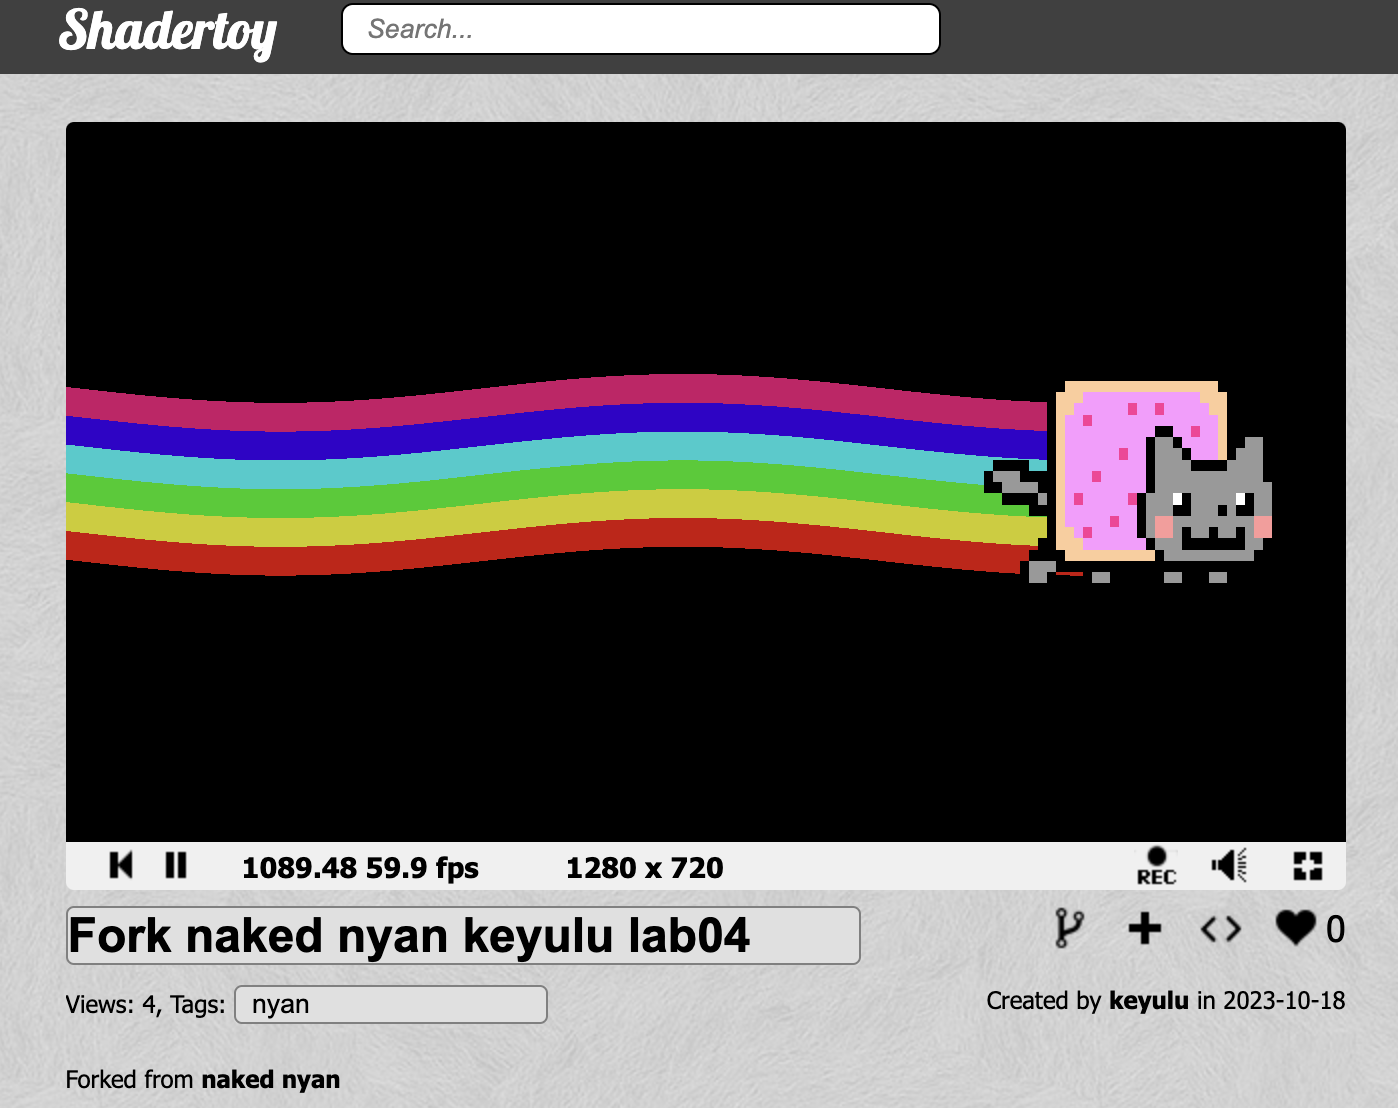 Shadertoy
Search...
1089.48 59.9 fps
1280 x 720
REC
Fork naked nyan keyulu lab04
0
Views: 4, Tags: nyan
Created by keyulu in 2023-10-18
Forked from naked nyan